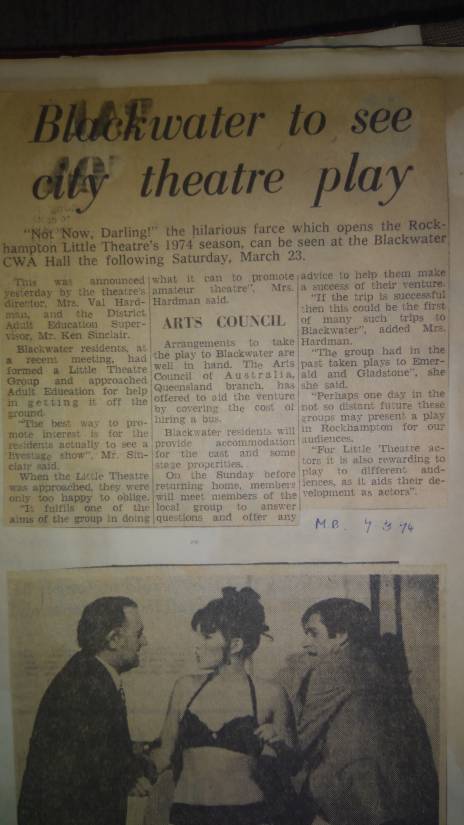 Blackwater to see
city theatre play
"Not Now, Darling!" the hilarious farce which opens the Rock-
hampton Little Theatre's 1974 season, can be seen at the Blackwater
CWA Hall the following Saturday, March 23.
This was announced
yesterday by the theatre's
director, Mrs. Val Hard-
man, and the District
Adult Education Super-
visor, Mr. Ken Sinclair.
Blackwater residents, at
a recent meeting, had
formed a Little Theatre
Group and approached
Adult Education for help
in getting it off the
ground.
"The best way to pro-
mote interest is for the
residents actually to see a
livestage show", Mr. Sin-
clair said.
When the Little Theatre
was approached, they were
only too happy to oblige.
"It fulfils one of the
aims of the group in doing
what it can to promote
amateur theatre", Mrs.
Hardman said.
ARTS COUNCIL
Arrangements to take
the play to Blackwater are
well in hand. The Arts
Council of Australia,
Queensland branch, has
offered to aid the venture
by covering the cost of
hiring a bus.
Blackwater residents will
provide accommodation
for the cast and some
stage properties.
On the Sunday before
returning home, members
will meet members of the
local group to answer
questions and offer any
advice to help them make
a success of their venture.
"If the trip is successful
then this could be the first
of many such trips to
Blackwater", added Mrs.
Hardman.
"The group had in the
past taken plays to Emer-
ald and Gladstone", she
she said.
"Perhaps one day in the
not so distant future these
groups may present a play
in Rockhampton for our
audiences.
"For Little Theatre ac-
tors it is also rewarding to
play to different aud-
iences, as it aids their de-
velopment as actors".
M.B. 7 3 74